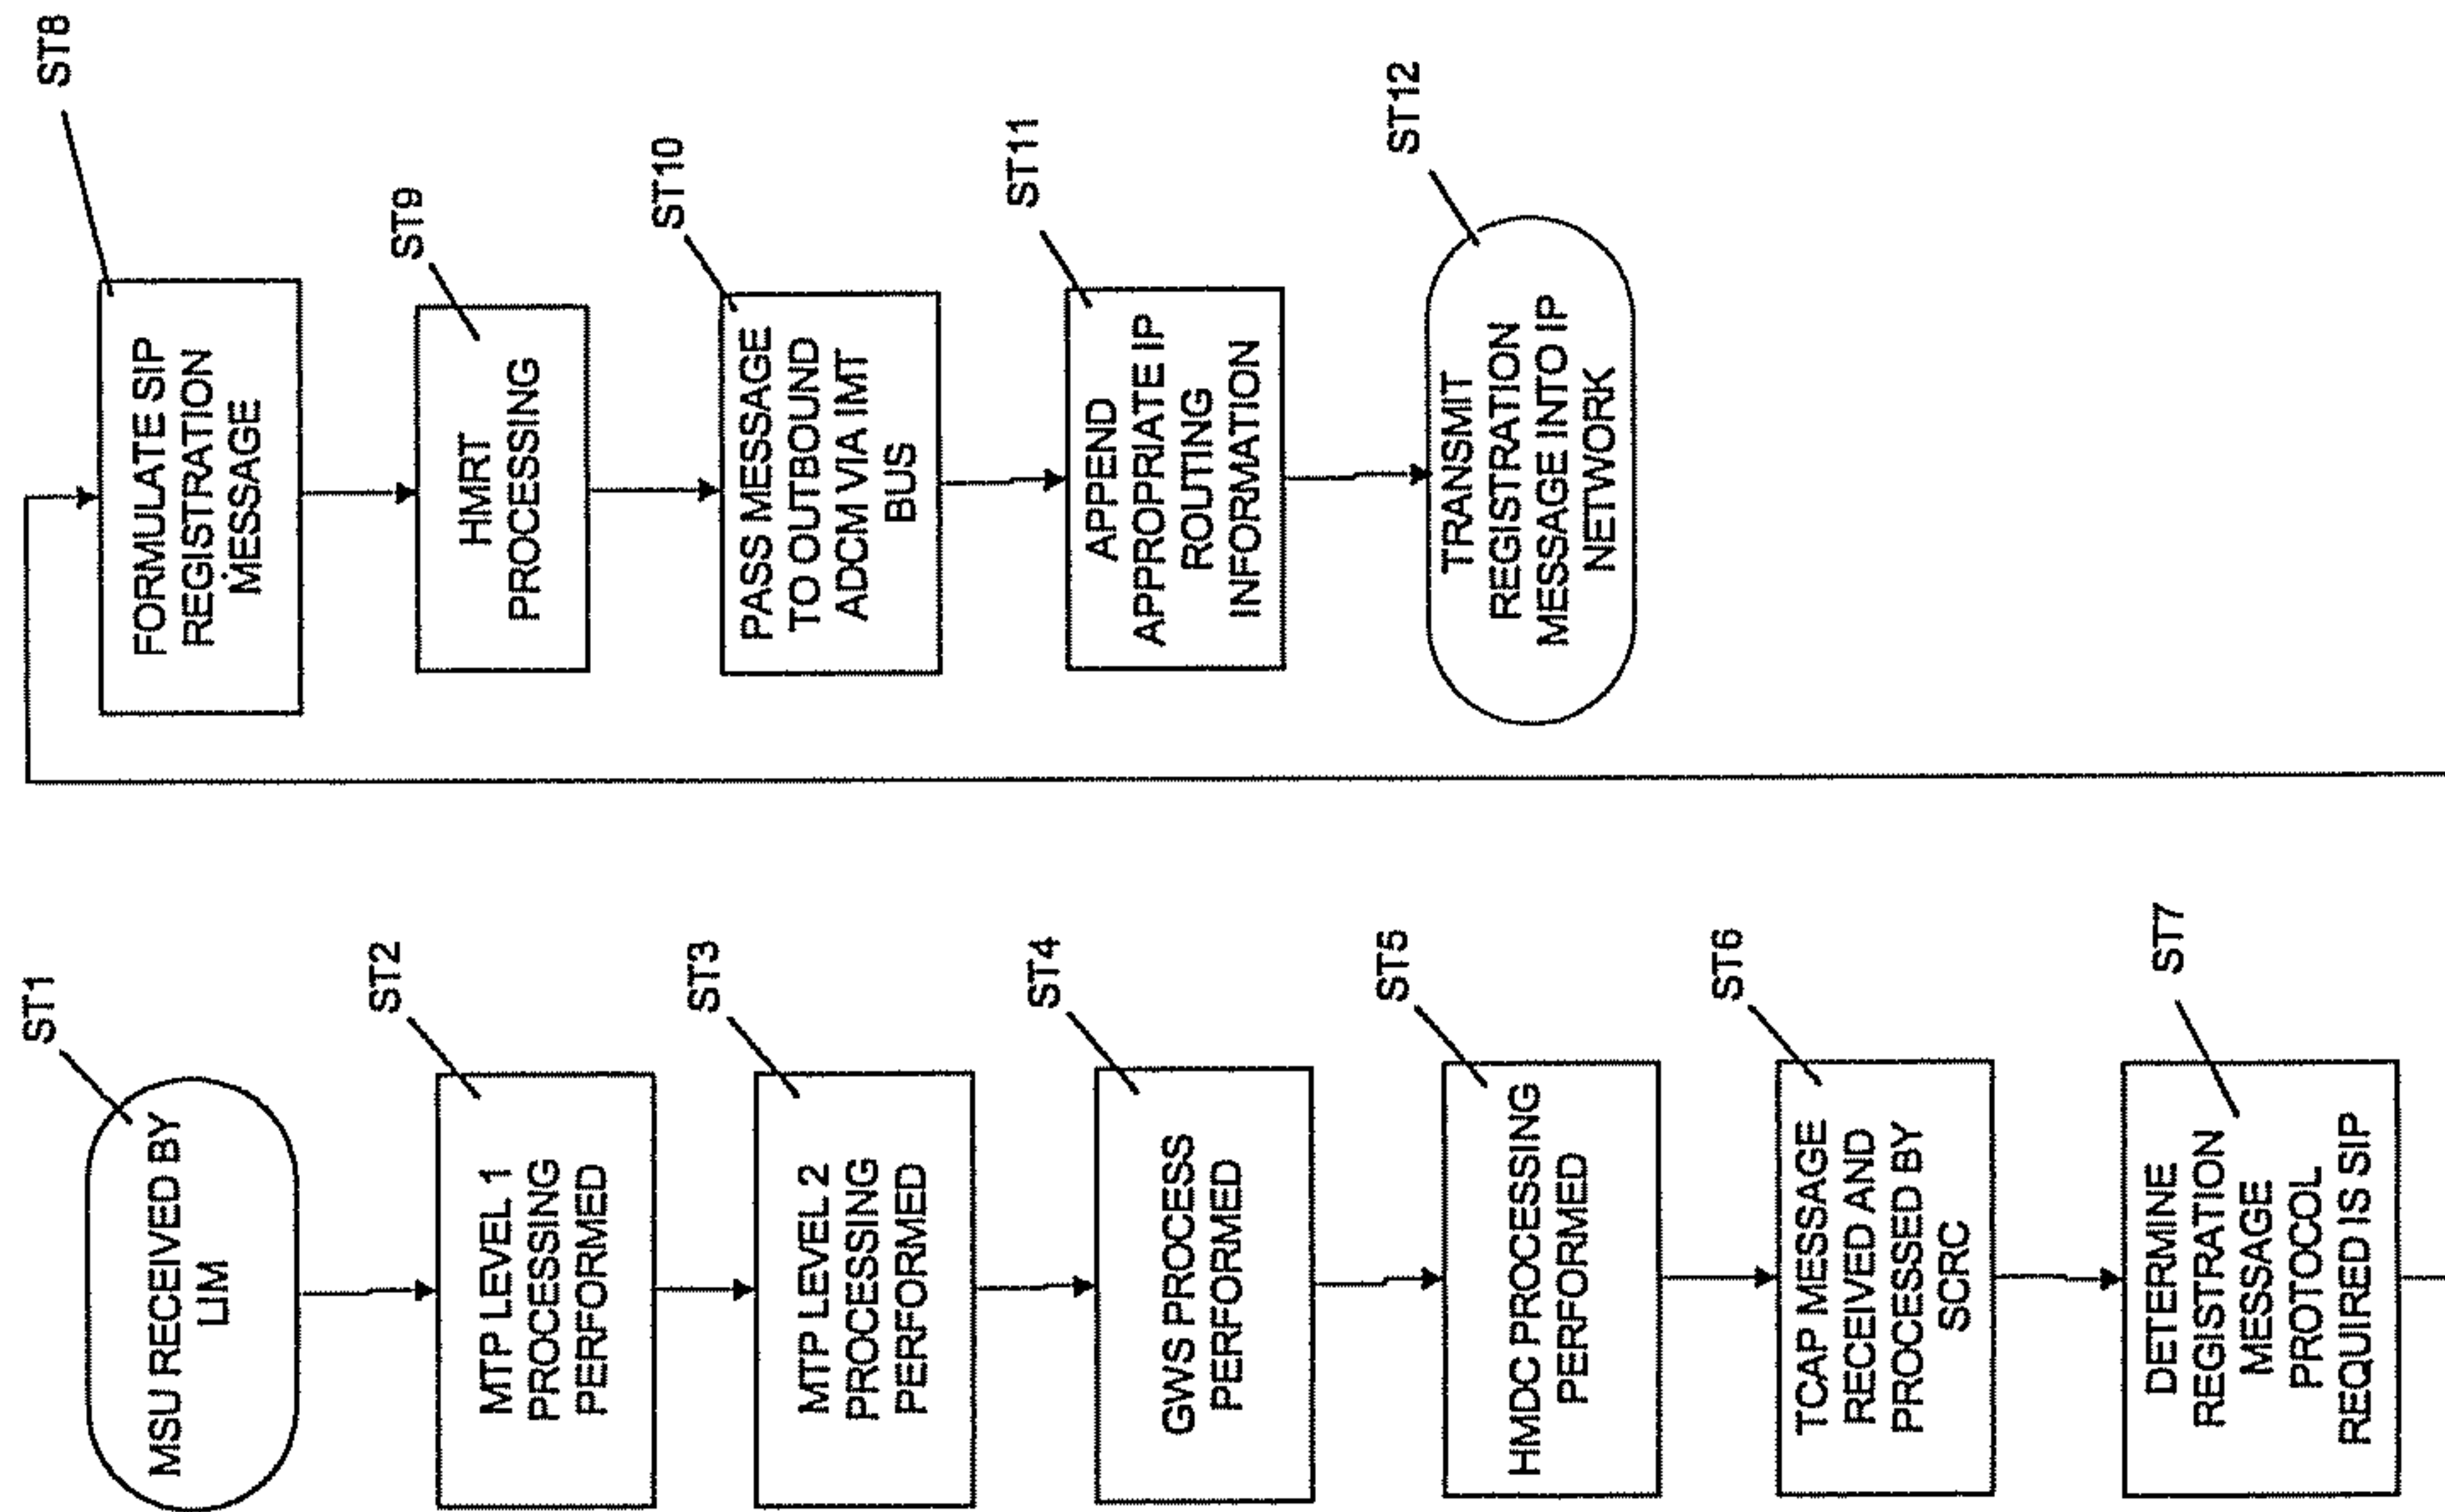 ST1
MSU RECEIVED BY
LIM
ST2
MTP LEVEL 1
PROCESSING
PERFORMED
ST3
MTP LEVEL 2
PROCESSING
PERFORMED
ST4
GWS PROCESS
PERFORMED
ST5
HMDC PROCESSING
PERFORMED
ST6
TCAP MESSAGE
RECEIVED AND
PROCESSED BY
SCRC
ST7
DETERMINE
REGISTRATION
MESSAGE
PROTOCOL
REQUIRED IS SIP
ST8
FORMULATE SIP
REGISTRATION
MESSAGE
ST9
HMRT
PROCESSING
ST10
PASS MESSAGE
TO OUTBOUND
ADCM VIA IMT
BUS
ST11
APPEND
APPROPRIATE IP
ROUTING
INFORMATION
ST12
TRANSMIT
REGISTRATION
MESSAGE INTO IP
NETWORK